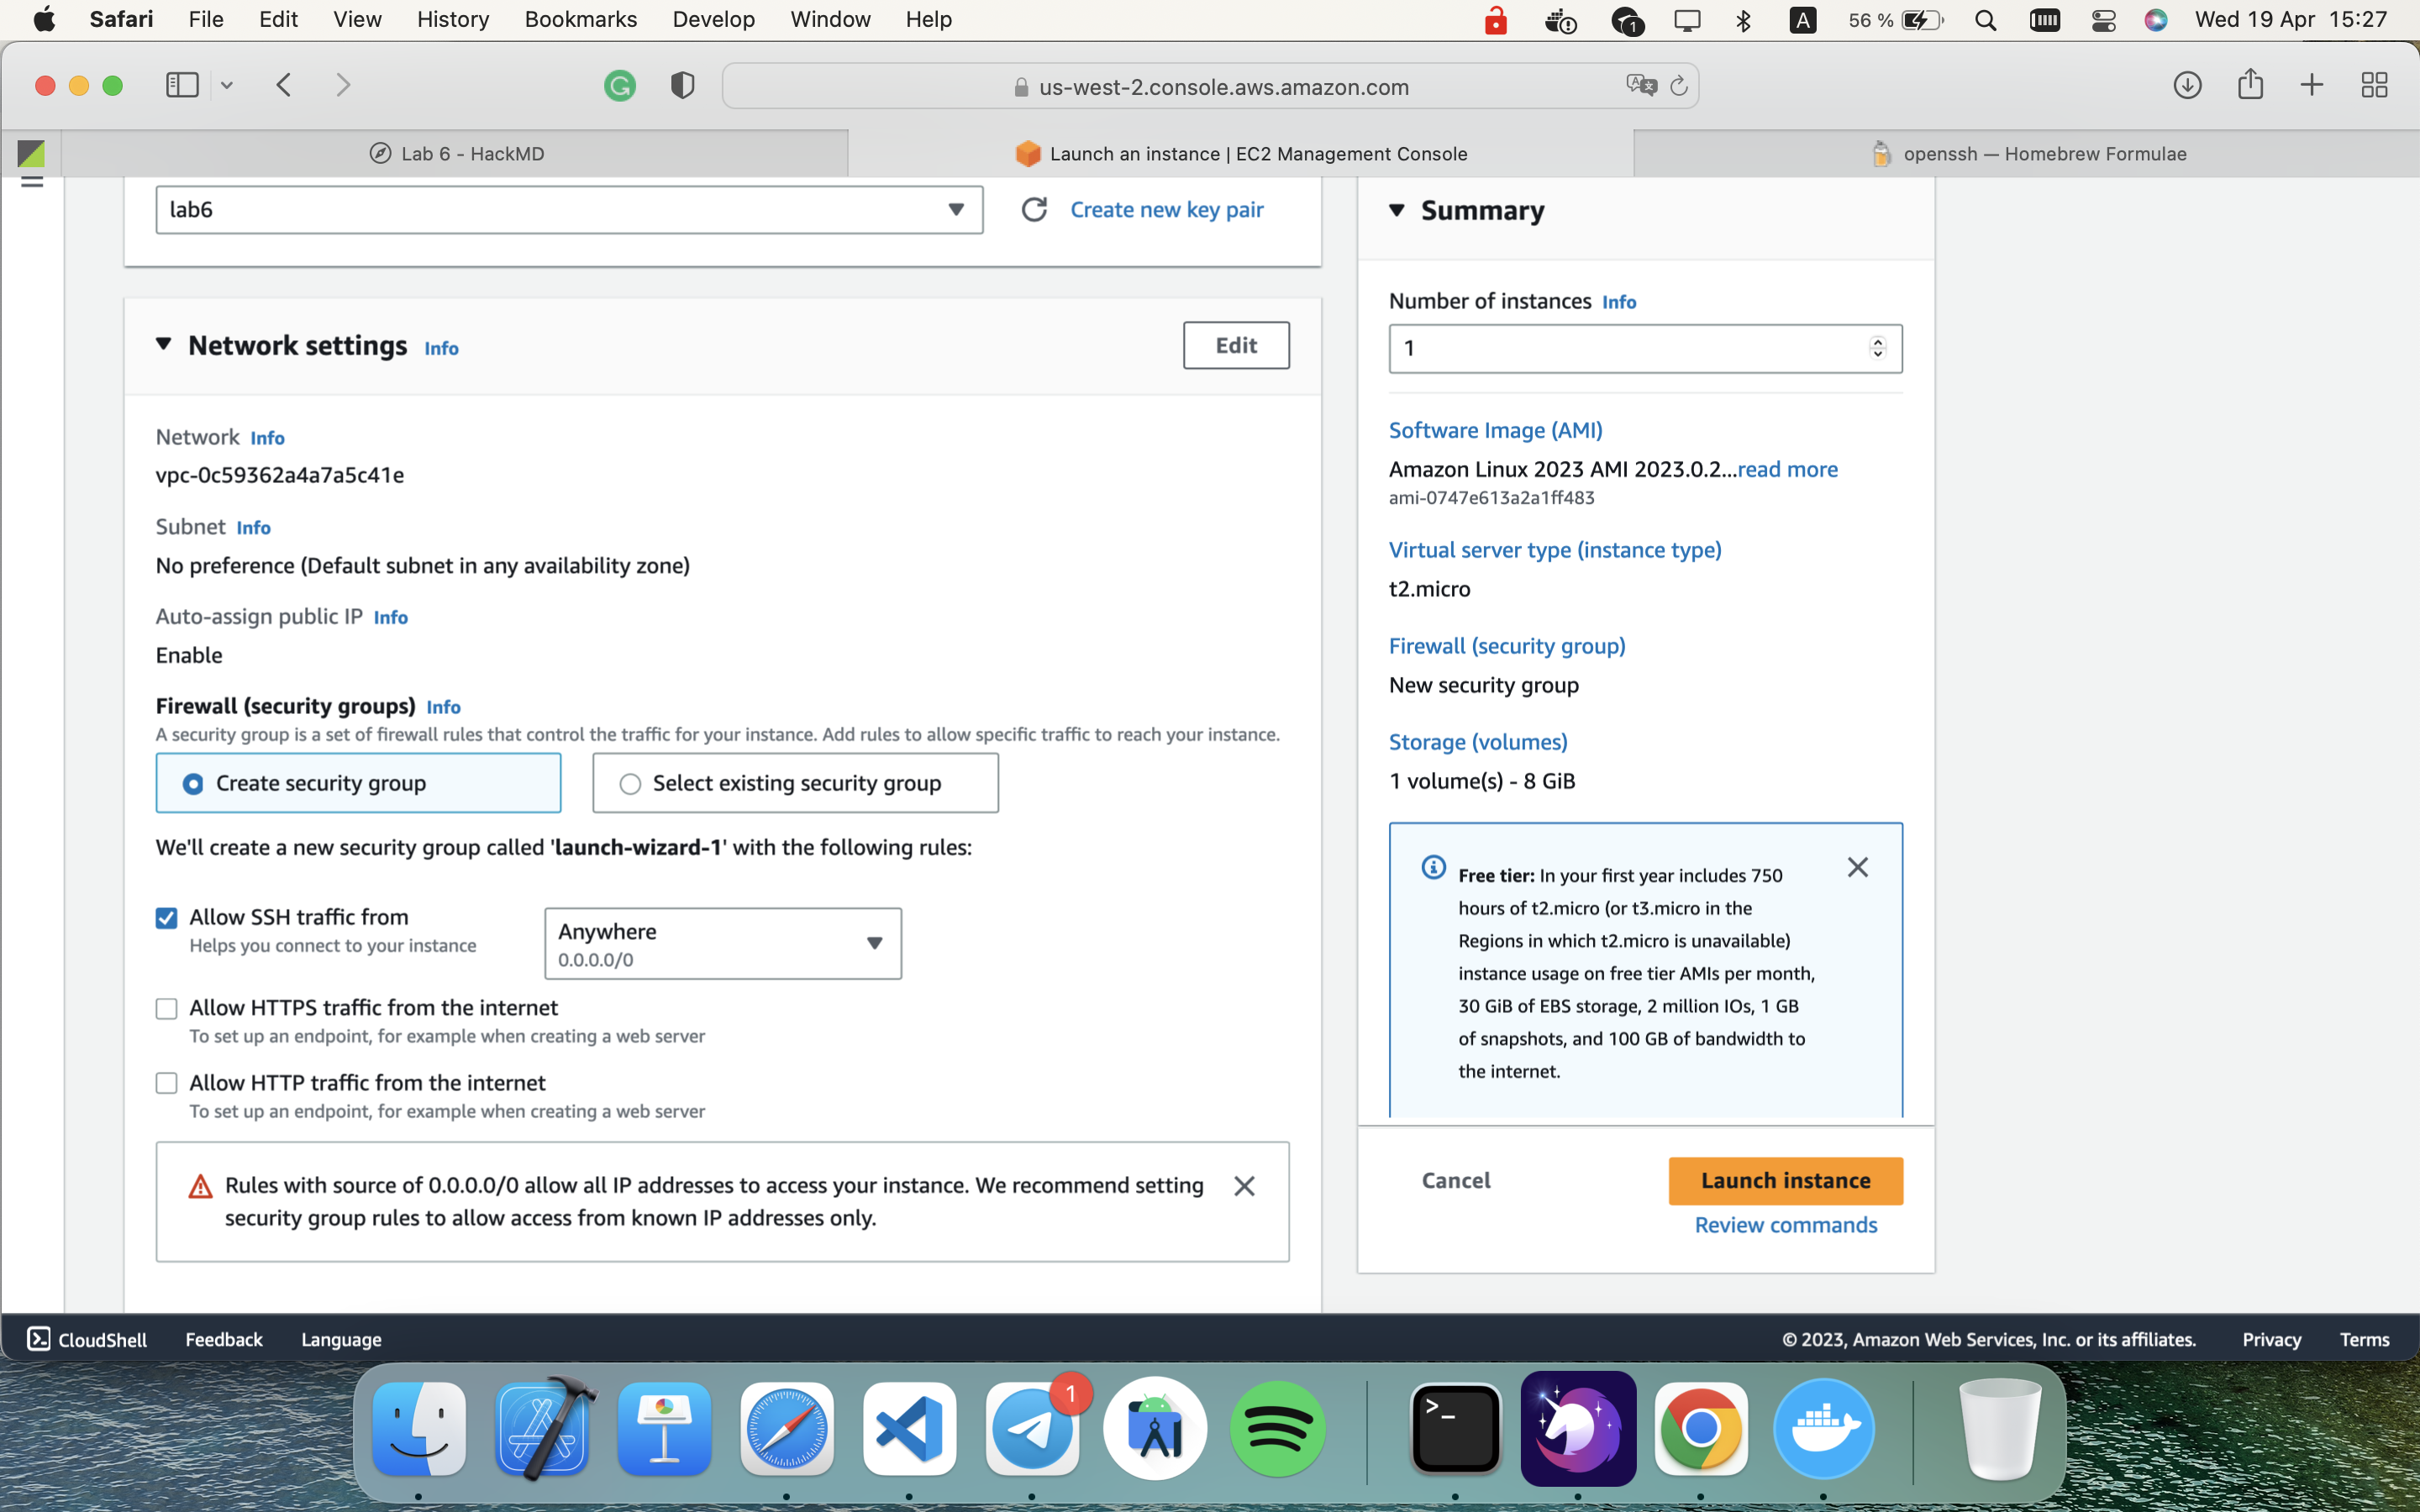 Safari File Edit View History Bookmarks Develop Window Help
1 A 56 % Wed 19 Apr 15:27
us-west-2.console.aws.amazon.com
Lab 6 - HackMD
Launch an instance | EC2 Management Console
openssh — Homebrew Formulae
lab6
Create new key pair
Network settings Info
Edit
Network Info
vpc-0c59362a4a7a5c41e
Subnet Info
No preference (Default subnet in any availability zone)
Auto-assign public IP Info
Enable
Firewall (security groups) Info
A security group is a set of firewall rules that control the traffic for your instance. Add rules to allow specific traffic to reach your instance.
Create security group
Select existing security group
We'll create a new security group called 'launch-wizard-1' with the following rules:
Allow SSH traffic from
Helps you connect to your instance
Anywhere
0.0.0.0/0
Allow HTTPS traffic from the internet
To set up an endpoint, for example when creating a web server
Allow HTTP traffic from the internet
To set up an endpoint, for example when creating a web server
Rules with source of 0.0.0.0/0 allow all IP addresses to access your instance. We recommend setting
security group rules to allow access from known IP addresses only.
Summary
Number of instances Info
1
Software Image (AMI)
Amazon Linux 2023 AMI 2023.0.2...read more
ami-0747e613a2a1ff483
Virtual server type (instance type)
t2.micro
Firewall (security group)
New security group
Storage (volumes)
1 volume(s) - 8 GiB
Free tier: In your first year includes 750
hours of t2.micro (or t3.micro in the
Regions in which t2.micro is unavailable)
instance usage on free tier AMIs per month,
30 GiB of EBS storage, 2 million IOs, 1 GB
of snapshots, and 100 GB of bandwidth to
the internet.
Cancel
Launch instance
Review commands
CloudShell Feedback Language
© 2023, Amazon Web Services, Inc. or its affiliates. Privacy Terms
1